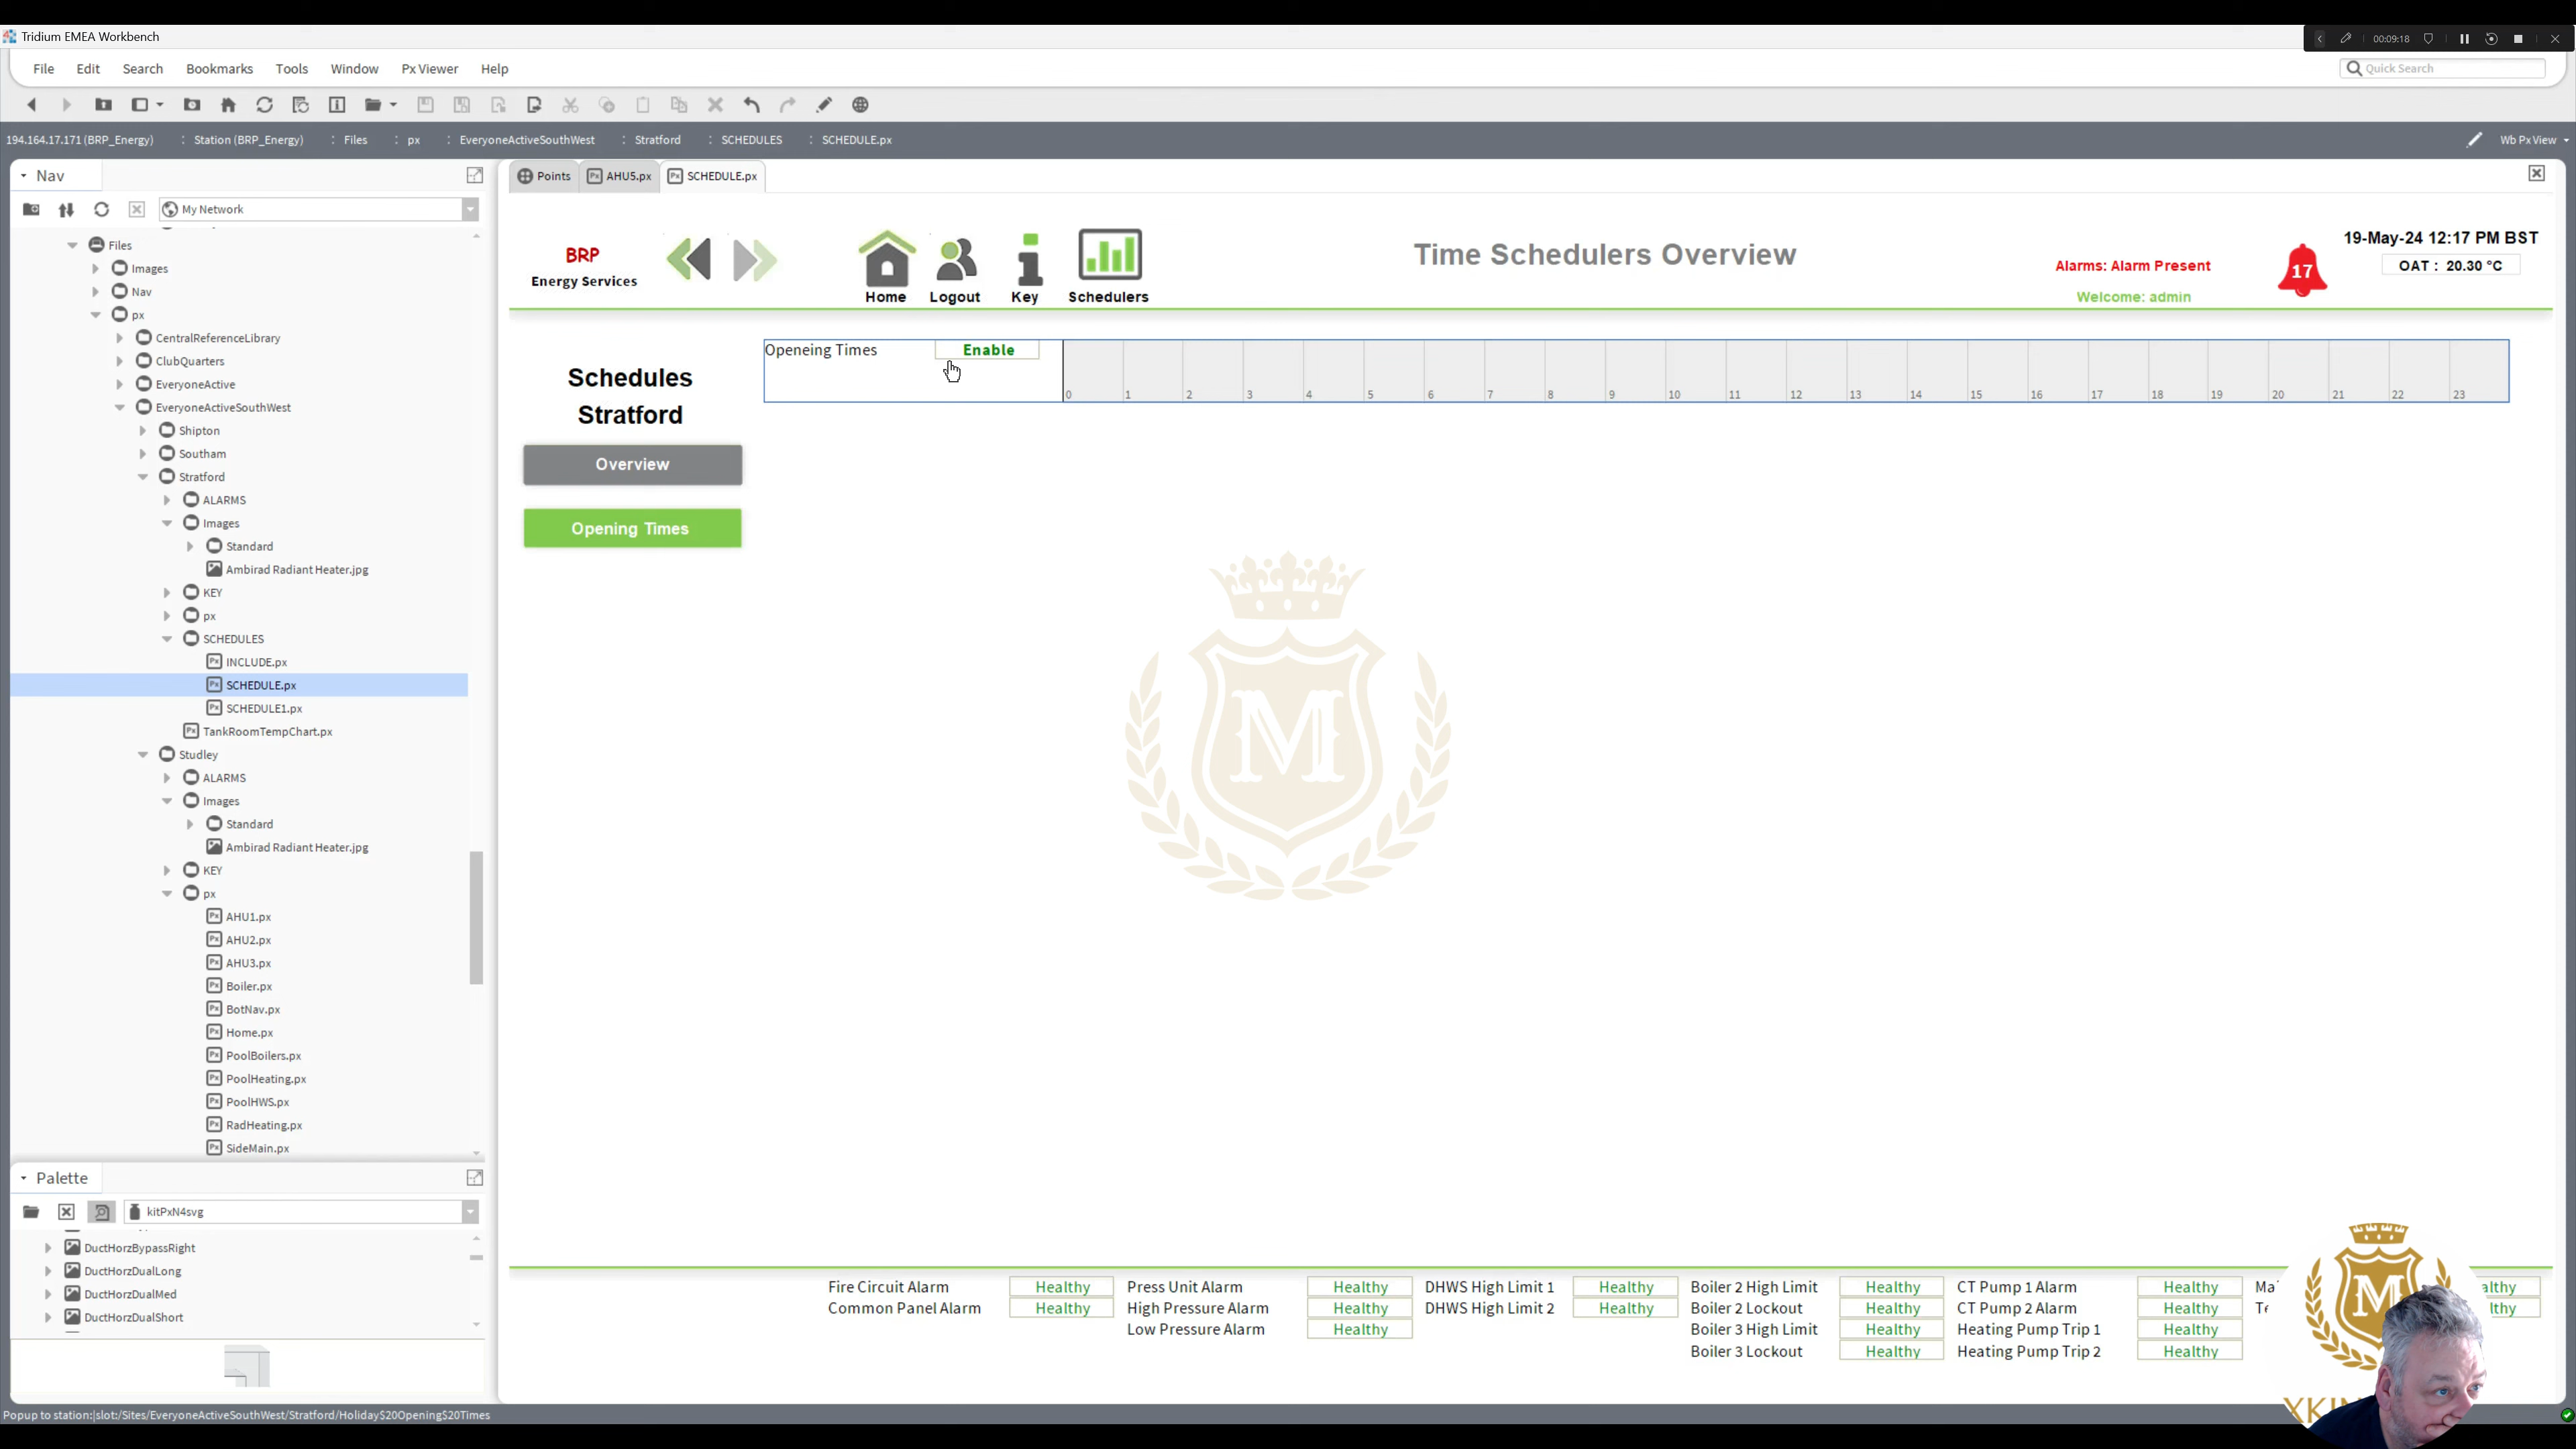 Tridium EMEA Workbench
00:09:18
File Edit Search Bookmarks Tools Window Px Viewer Help
Quick Search
194.164.17.171 (BRP_Energy) : Station (BRP_Energy) : Files : px : EveryoneActiveSouthWest : Stratford : SCHEDULES : SCHEDULE.px
Wb Px View
Nav
My Network
Files
Images
Nav
px
CentralReferenceLibrary
ClubQuarters
EveryoneActive
EveryoneActiveSouthWest
Shipton
Southam
Stratford
ALARMS
Images
Standard
Ambirad Radiant Heater.jpg
KEY
px
SCHEDULES
INCLUDE.px
SCHEDULE.px
SCHEDULE1.px
TankRoomTempChart.px
Studley
ALARMS
Images
Standard
Ambirad Radiant Heater.jpg
KEY
px
AHU1.px
AHU2.px
AHU3.px
Boiler.px
BotNav.px
Home.px
PoolBoilers.px
PoolHeating.px
PoolHWS.px
RadHeating.px
SideMain.px
Palette
kitPxN4svg
DuctHorzBypassRight
DuctHorzDualLong
DuctHorzDualMed
DuctHorzDualShort
Points AHU5.px SCHEDULE.px
BRP
Energy Services
Home Logout Key Schedulers
Time Schedulers Overview
Alarms: Alarm Present
Welcome: admin
17
19-May-24 12:17 PM BST
OAT : 20.30 °C
Schedules
Stratford
Overview
Opening Times
Openeing Times Enable
0 1 2 3 4 5 6 7 8 9 10 11 12 13 14 15 16 17 18 19 20 21 22 23
M
Fire Circuit Alarm Healthy Press Unit Alarm Healthy DHWS High Limit 1 Healthy Boiler 2 High Limit Healthy CT Pump 1 Alarm Healthy
Common Panel Alarm Healthy High Pressure Alarm Healthy DHWS High Limit 2 Healthy Boiler 2 Lockout Healthy CT Pump 2 Alarm Healthy
Low Pressure Alarm Healthy Boiler 3 High Limit Healthy Heating Pump Trip 1 Healthy
Boiler 3 Lockout Healthy Heating Pump Trip 2 Healthy
M
Popup to station:|slot:/Sites/EveryoneActiveSouthWest/Stratford/Holiday$20Opening$20Times